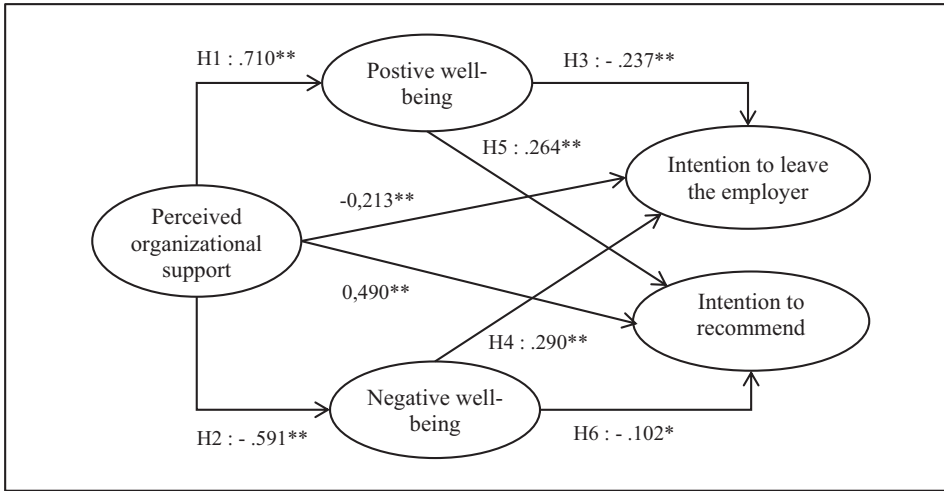 H1 : .710**
Postive well-
being
H3 : - .237**
H5 : .264**
Intention to leave
the employer
-0,213**
Perceived
organizational
support
0,490**
Intention to
recommend
H4 : .290**
Negative well-
being
H2 : - .591**
H6 : - .102*